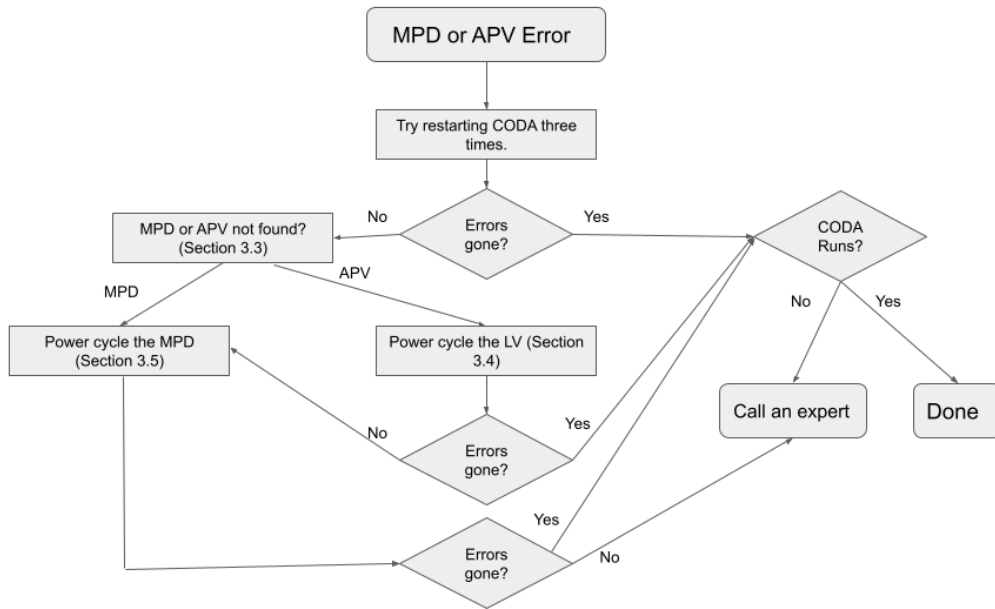 MPD or APV Error
Try restarting CODA three
times.
Errors
gone?
No
Yes
CODA
Runs?
MPD or APV not found?
(Section 3.3)
MPD
APV
No
Yes
Power cycle the MPD
(Section 3.5)
Power cycle the LV (Section
3.4)
Call an expert
Done
No
Yes
Errors
gone?
Yes
No
Errors
gone?